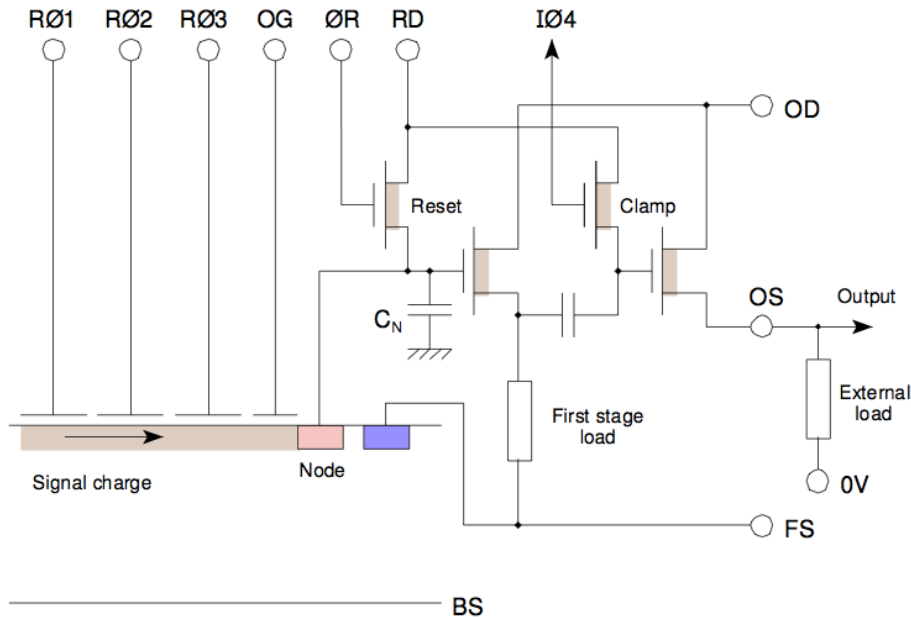 RØ1 RØ2 RØ3 OG ØR RD IØ4
OD
Reset
Clamp
OS
Output
CN
First stage
load
External
load
Node
Signal charge
0V
FS
BS